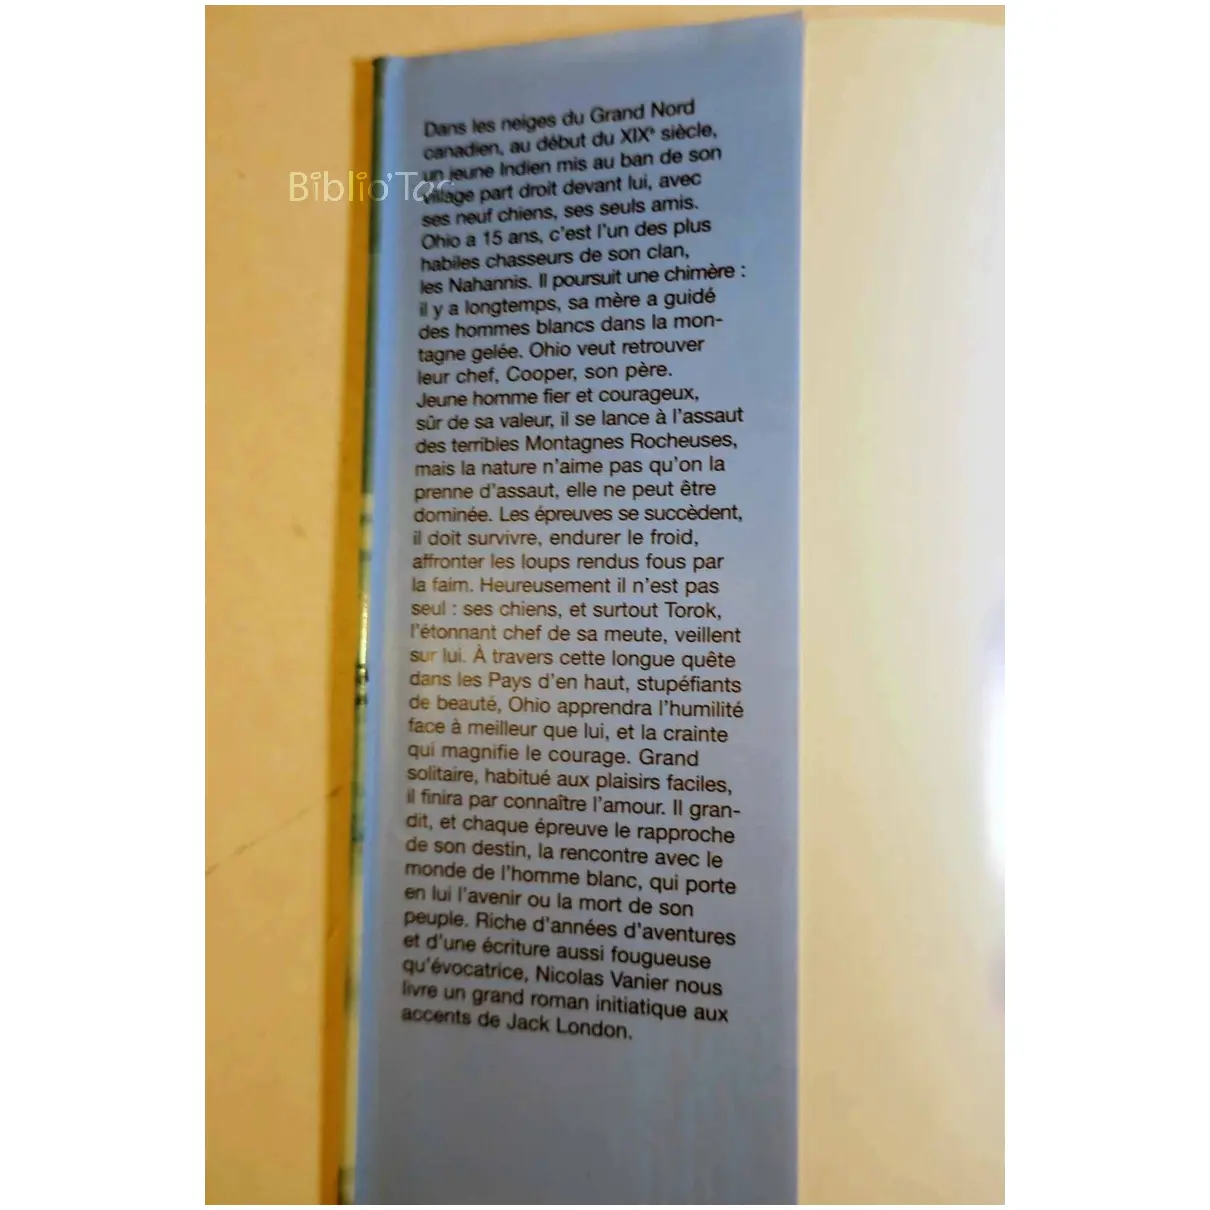 Dans les neiges du Grand Nord
canadien, au début du XIXe siècle,
un jeune Indien mis au ban de son
village part droit devant lui, avec
ses neuf chiens, ses seuls amis.
Ohio a 15 ans, c'est l'un des plus
habiles chasseurs de son clan,
les Nahannis. Il poursuit une chimère :
il y a longtemps, sa mère a guidé
des hommes blancs dans la mon-
tagne gelée. Ohio veut retrouver
leur chef, Cooper, son père.
Jeune homme fier et courageux,
sûr de sa valeur, il se lance à l'assaut
des terribles Montagnes Rocheuses,
mais la nature n'aime pas qu'on la
prenne d'assaut, elle ne peut être
dominée. Les épreuves se succèdent,
il doit survivre, endurer le froid,
affronter les loups rendus fous par
la faim. Heureusement il n'est pas
seul : ses chiens, et surtout Torok,
l'étonnant chef de sa meute, veillent
sur lui. À travers cette longue quête
dans les Pays d'en haut, stupéfiants
de beauté, Ohio apprendra l'humilité
face à meilleur que lui, et la crainte
qui magnifie le courage. Grand
solitaire, habitué aux plaisirs faciles,
il finira par connaître l'amour. Il gran-
dit, et chaque épreuve le rapproche
de son destin, la rencontre avec le
monde de l'homme blanc, qui porte
en lui l'avenir ou la mort de son
peuple. Riche d'années d'aventures
et d'une écriture aussi fougueuse
qu'évocatrice, Nicolas Vanier nous
livre un grand roman initiatique aux
accents de Jack London.